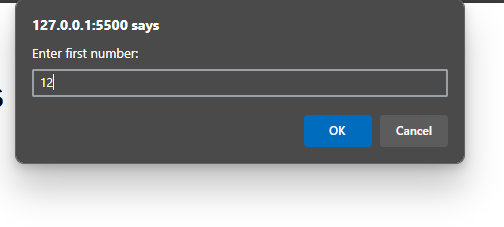 127.0.0.1:5500 says
Enter first number:
12
OK
Cancel